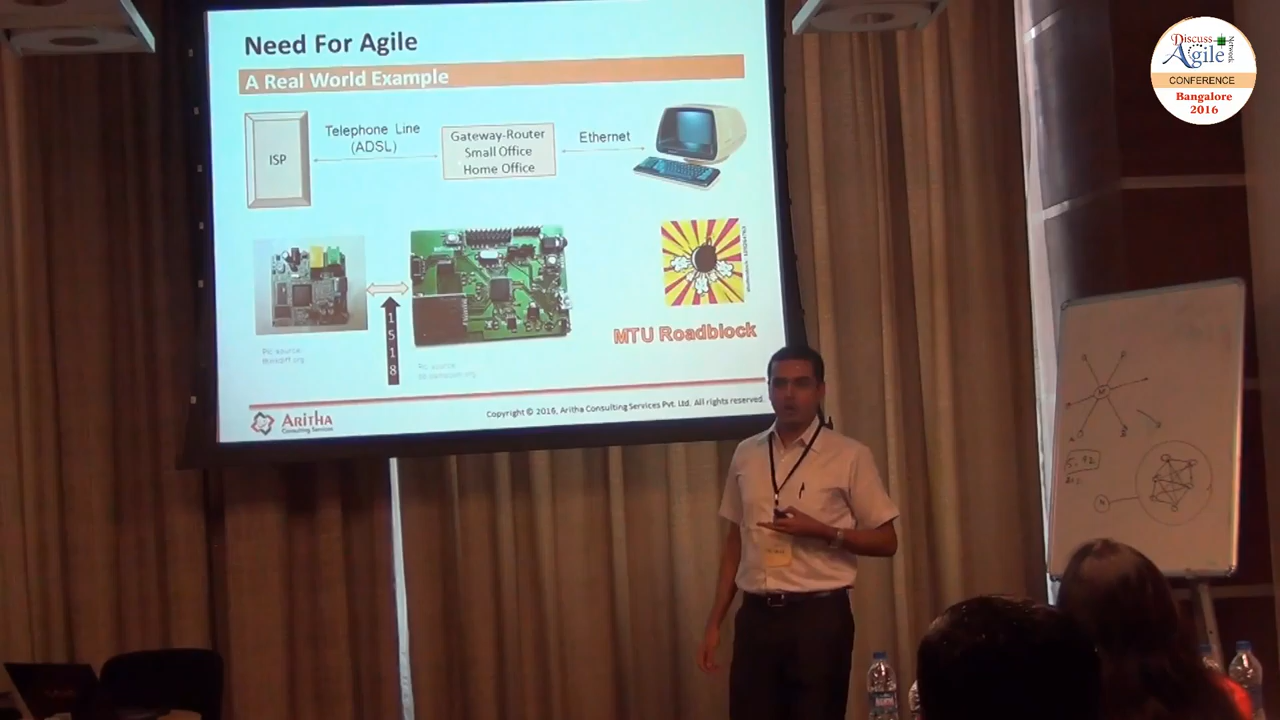 Need For Agile
A Real World Example
ISP
Telephone Line
(ADSL)
Gateway-Router
Small Office
Home Office
Ethernet
1
5
1
8
MTU Roadblock
Pic source:
Pic source:
ARiTHA
Consulting Services
Copyright © 2016, Aritha Consulting Services Pvt. Ltd. All rights reserved.
Discuss
Agile
Network
CONFERENCE
Bangalore
2016